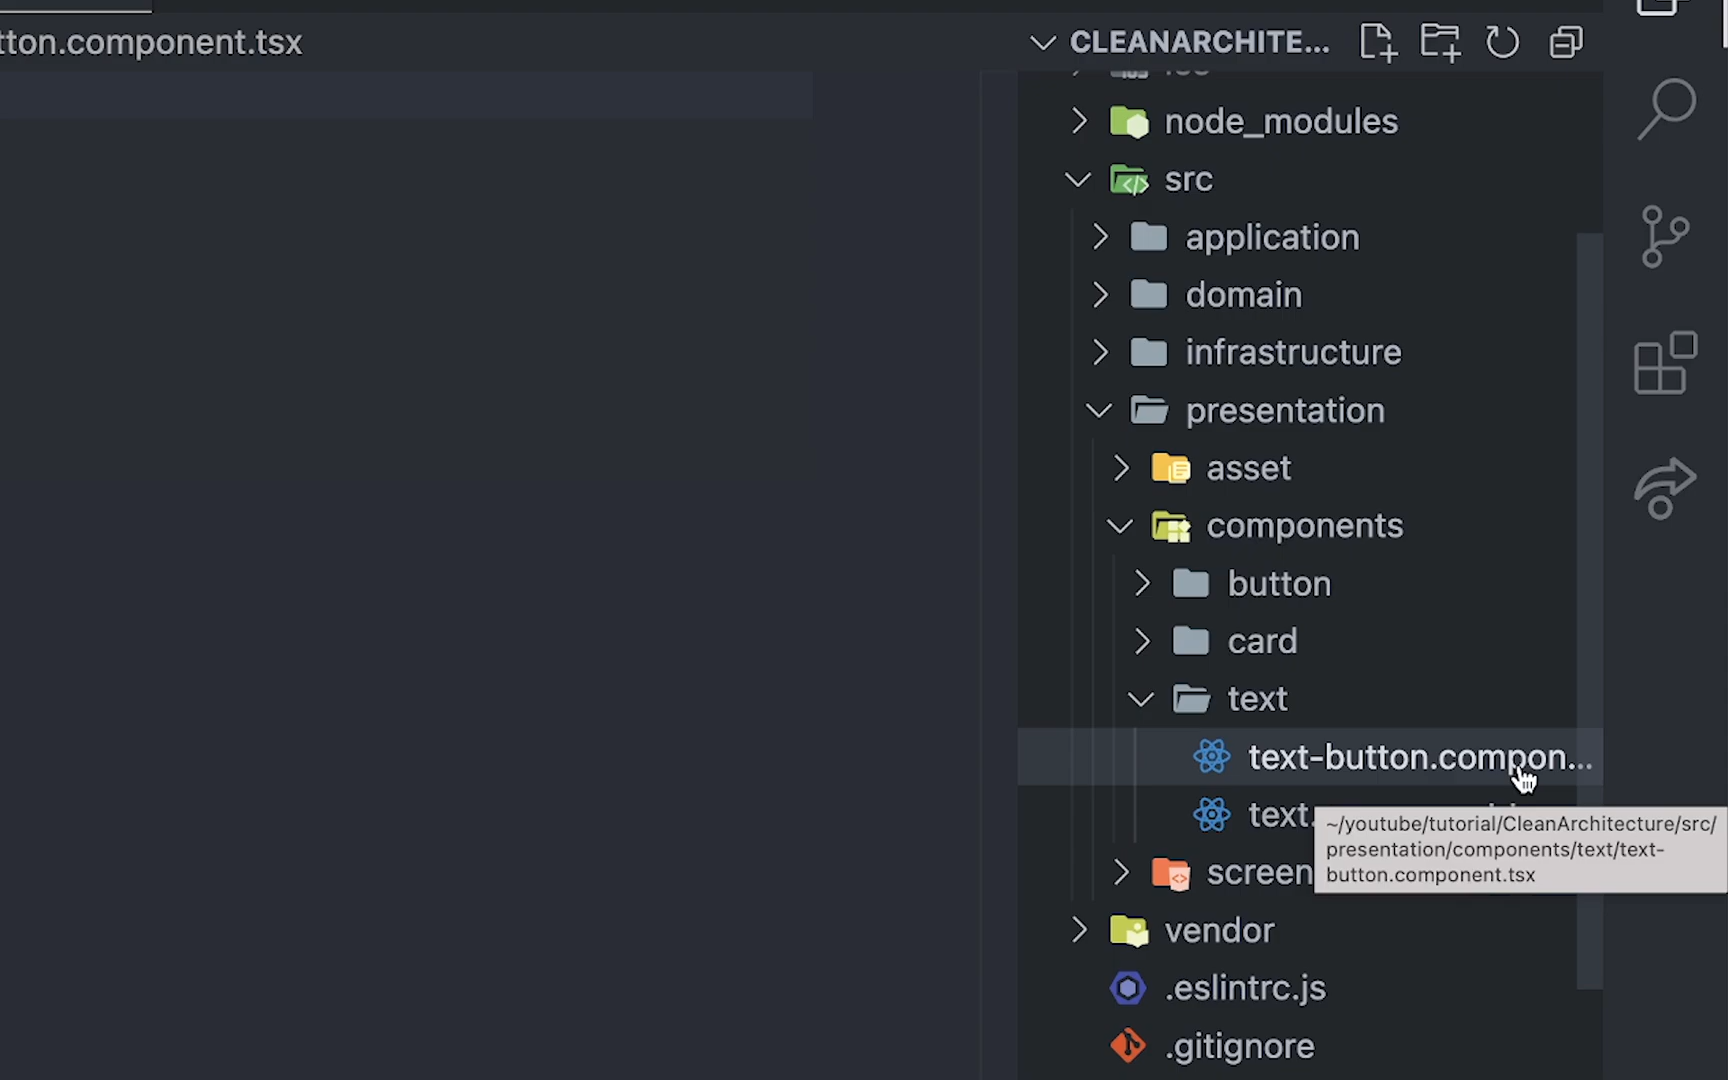 tton.component.tsx
CLEANARCHITE...
node_modules
src
application
domain
infrastructure
presentation
asset
components
button
card
text
text-button.compon...
text.
~/youtube/tutorial/CleanArchitecture/src/
presentation/components/text/text-
button.component.tsx
screen
vendor
.eslintrc.js
.gitignore